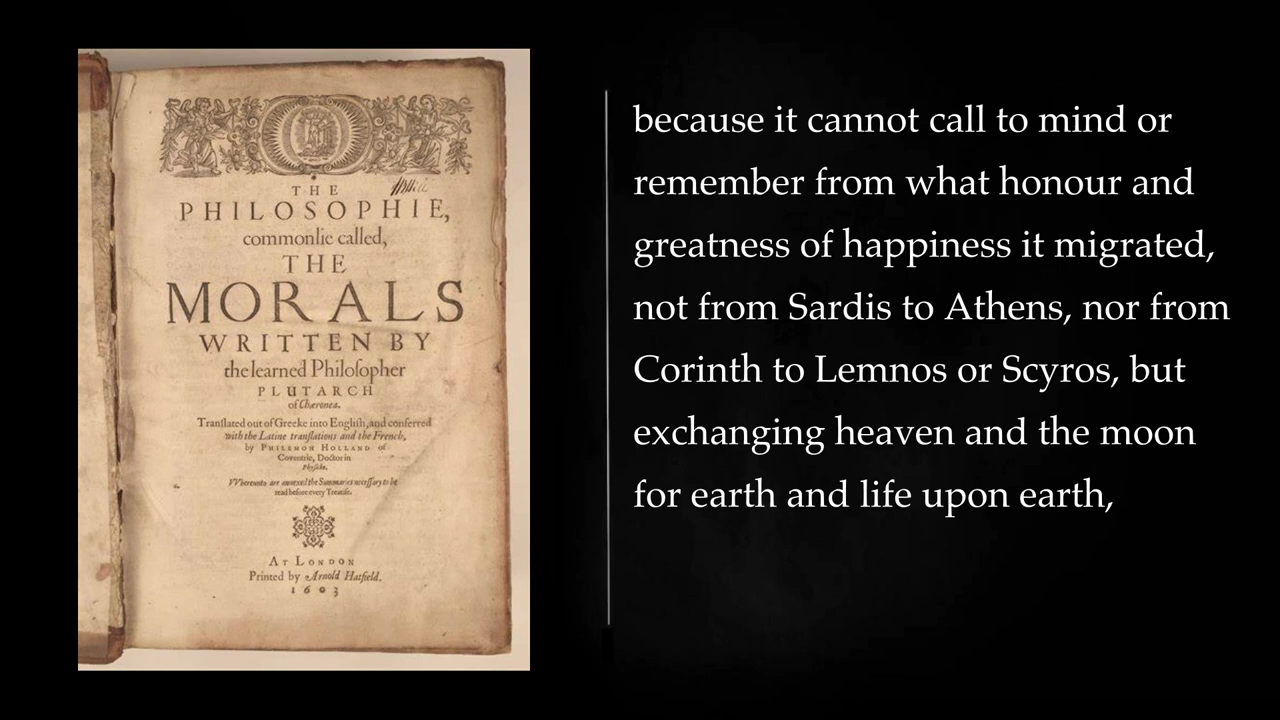 THE
PHILOSOPHIE,
commonlie called,
THE
MORALS
WRITTEN BY
the learned Philoſopher
PLUTARCH
of Chæronea.
Tranſlated out of Greeke into Engliſh, and conferred
with the Latine tranſlations and the French,
by PHILEMON HOLLAND of
Coventrie, Doctor in
Phyſicke.
VVhereunto are annexed the Summaries neceſſary to be
read before every Treatiſe.
AT LONDON
Printed by Arnold Hatfield.
1603
because it cannot call to mind or
remember from what honour and
greatness of happiness it migrated,
not from Sardis to Athens, nor from
Corinth to Lemnos or Scyros, but
exchanging heaven and the moon
for earth and life upon earth,